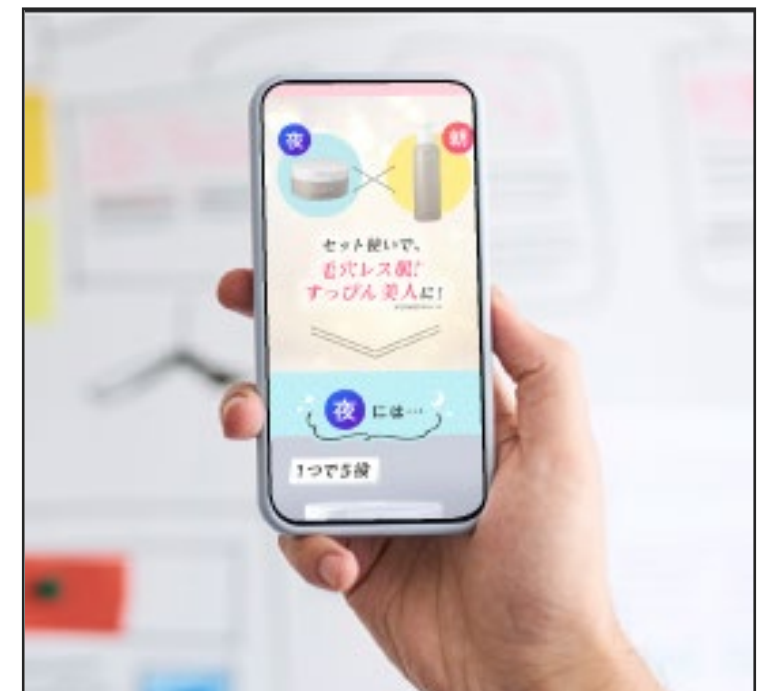 夜
朝
セット使いで、
毛穴レス肌!
すっぴん美人に!
夜には…
1つで5役